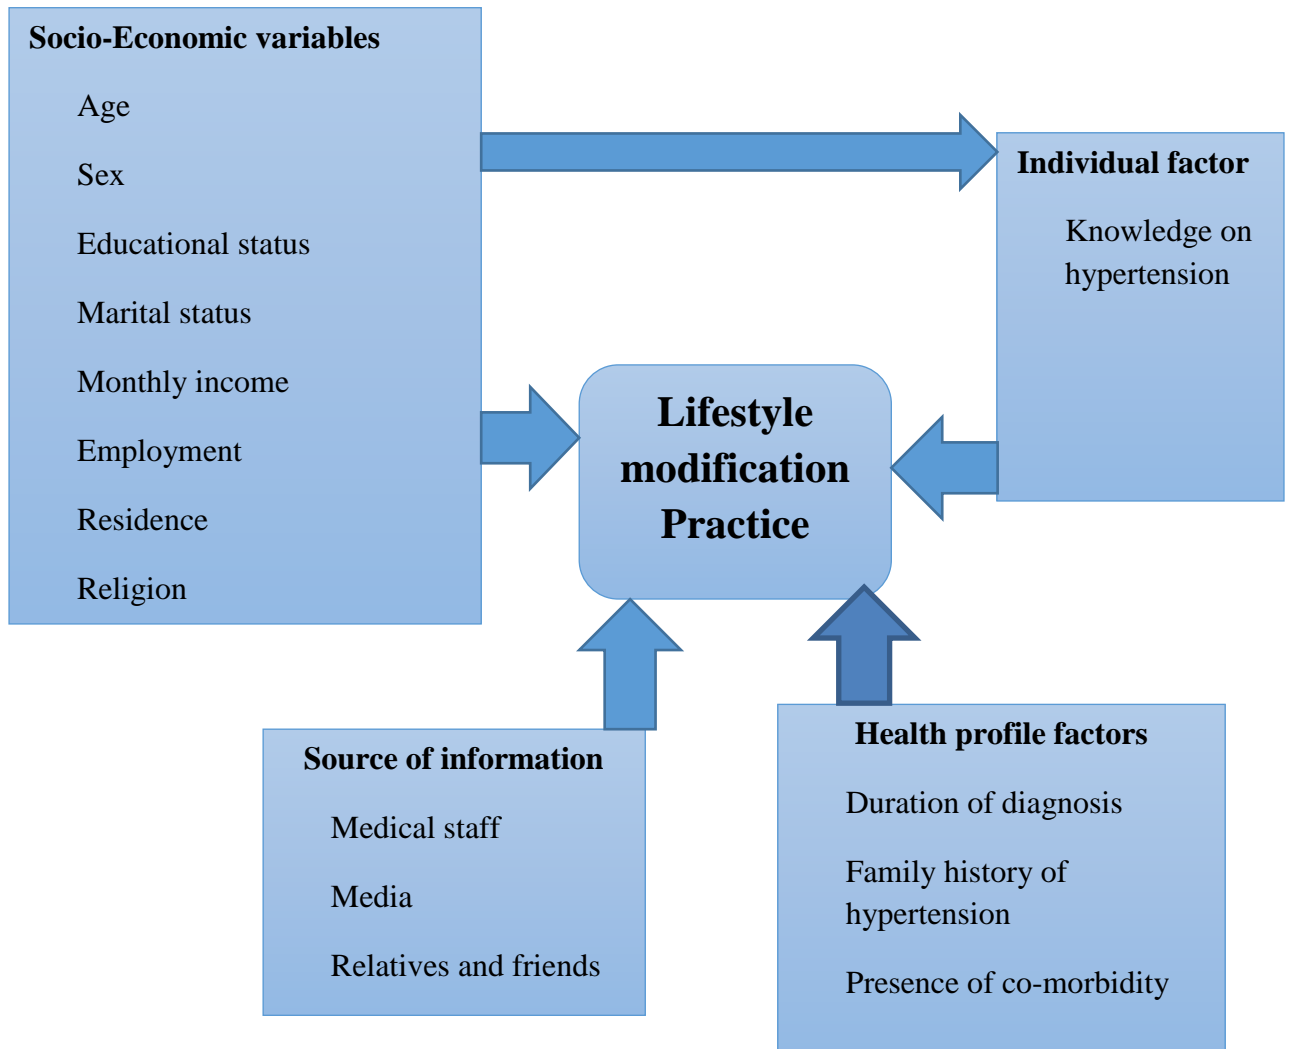 Socio-Economic variables
Age
Sex
Educational status
Marital status
Monthly income
Employment
Residence
Religion
Individual factor
Knowledge on
hypertension
Lifestyle
modification
Practice
Source of information
Medical staff
Media
Relatives and friends
Health profile factors
Duration of diagnosis
Family history of
hypertension
Presence of co-morbidity